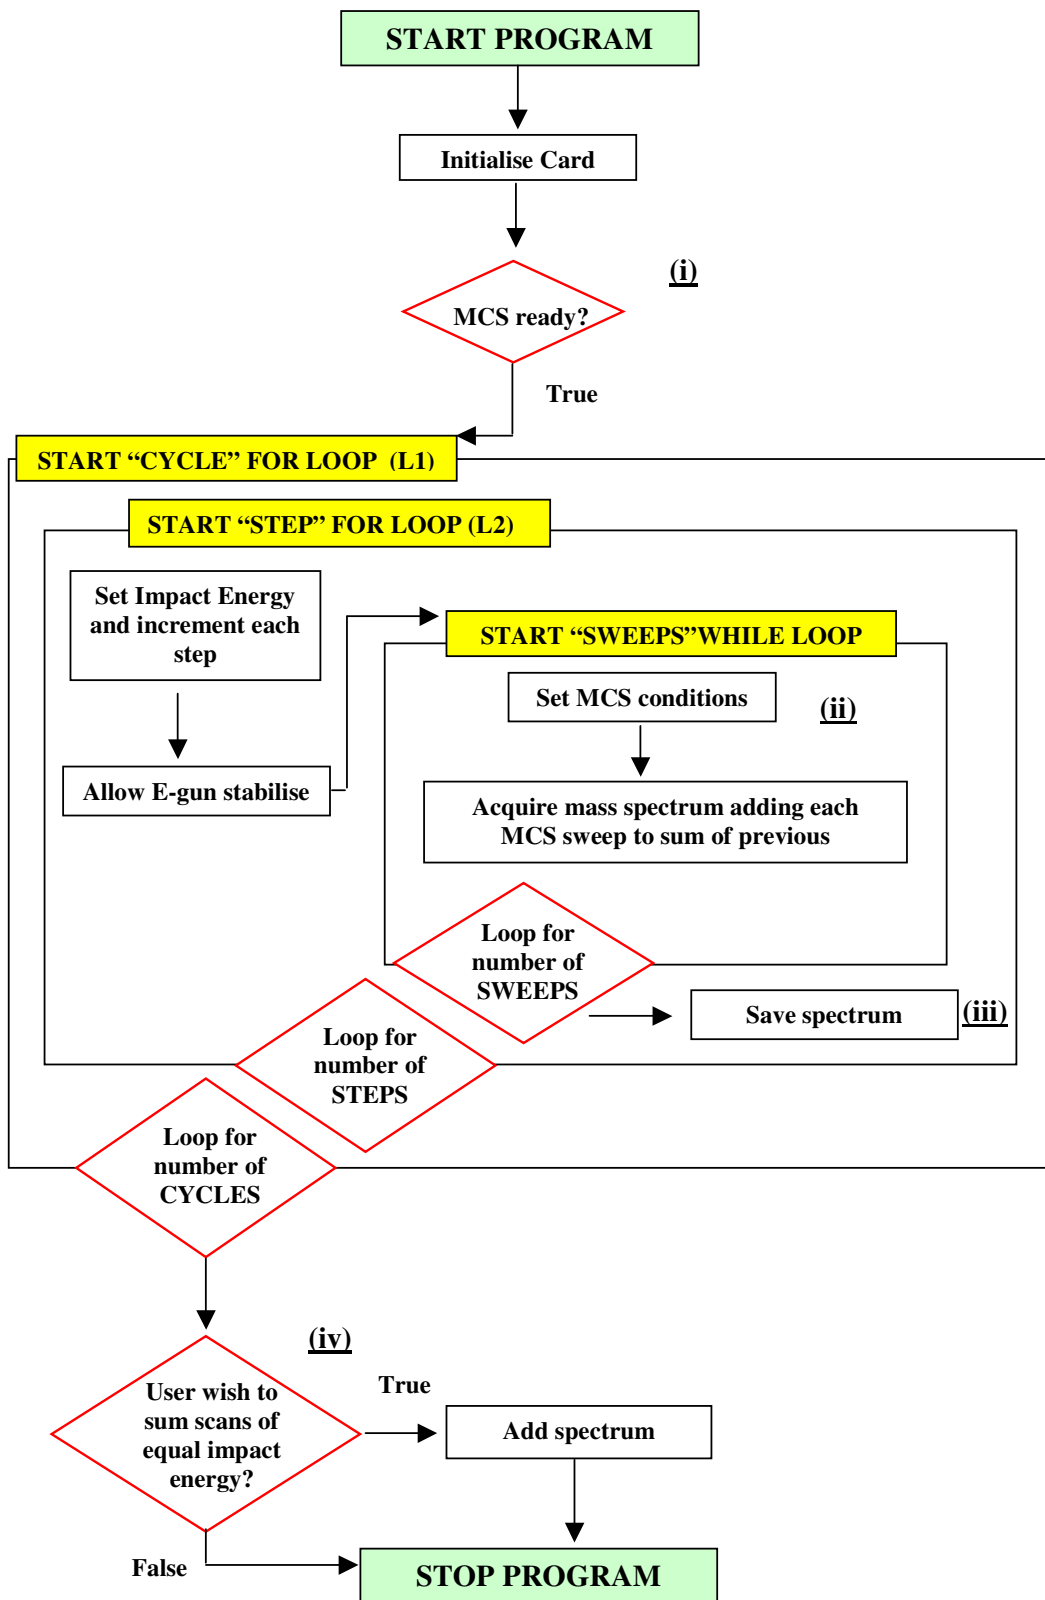 START PROGRAM
Initialise Card
(i)
MCS ready?
True
START “CYCLE” FOR LOOP (L1)
START “STEP” FOR LOOP (L2)
Set Impact Energy
and increment each
step
START “SWEEPS”WHILE LOOP
Set MCS conditions
(ii)
Allow E-gun stabilise
Acquire mass spectrum adding each
MCS sweep to sum of previous
Loop for
number of
SWEEPS
Save spectrum
(iii)
Loop for
number of
STEPS
Loop for
number of
CYCLES
(iv)
User wish to
sum scans of
equal impact
energy?
True
Add spectrum
False
STOP PROGRAM